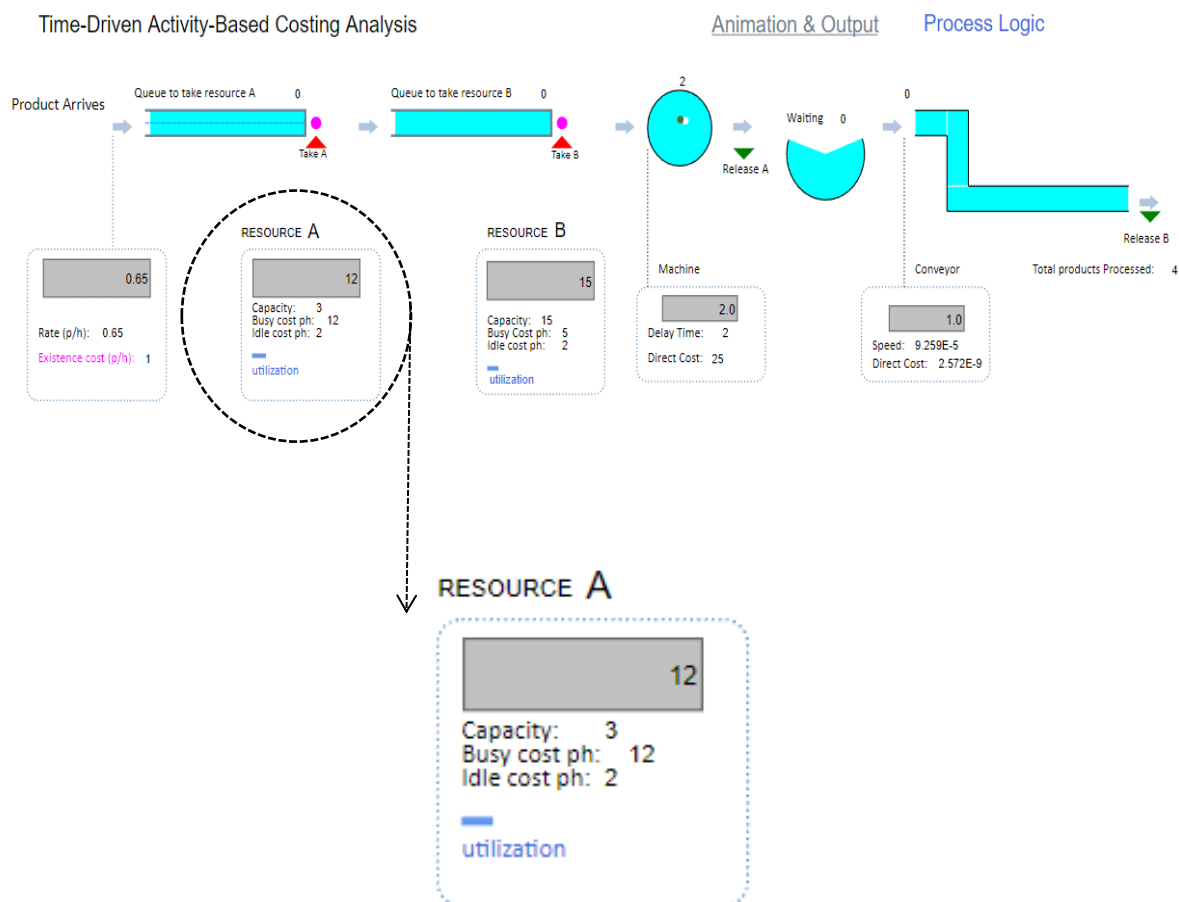 Time-Driven Activity-Based Costing Analysis
Animation & Output
Process Logic
Product Arrives
Queue to take resource A 0
Take A
Queue to take resource B 0
Take B
2
Release A
Waiting 0
0
Release B
Total products Processed: 4
0.65
Rate (p/h): 0.65
Existence cost (p/h): 1
RESOURCE A
12
Capacity: 3
Busy cost ph: 12
Idle cost ph: 2
utilization
RESOURCE B
15
Capacity: 15
Busy Cost ph: 5
Idle cost ph: 2
utilization
Machine
2.0
Delay Time: 2
Direct Cost: 25
Conveyor
1.0
Speed: 9.259E-5
Direct Cost: 2.572E-9
RESOURCE A
12
Capacity: 3
Busy cost ph: 12
Idle cost ph: 2
utilization